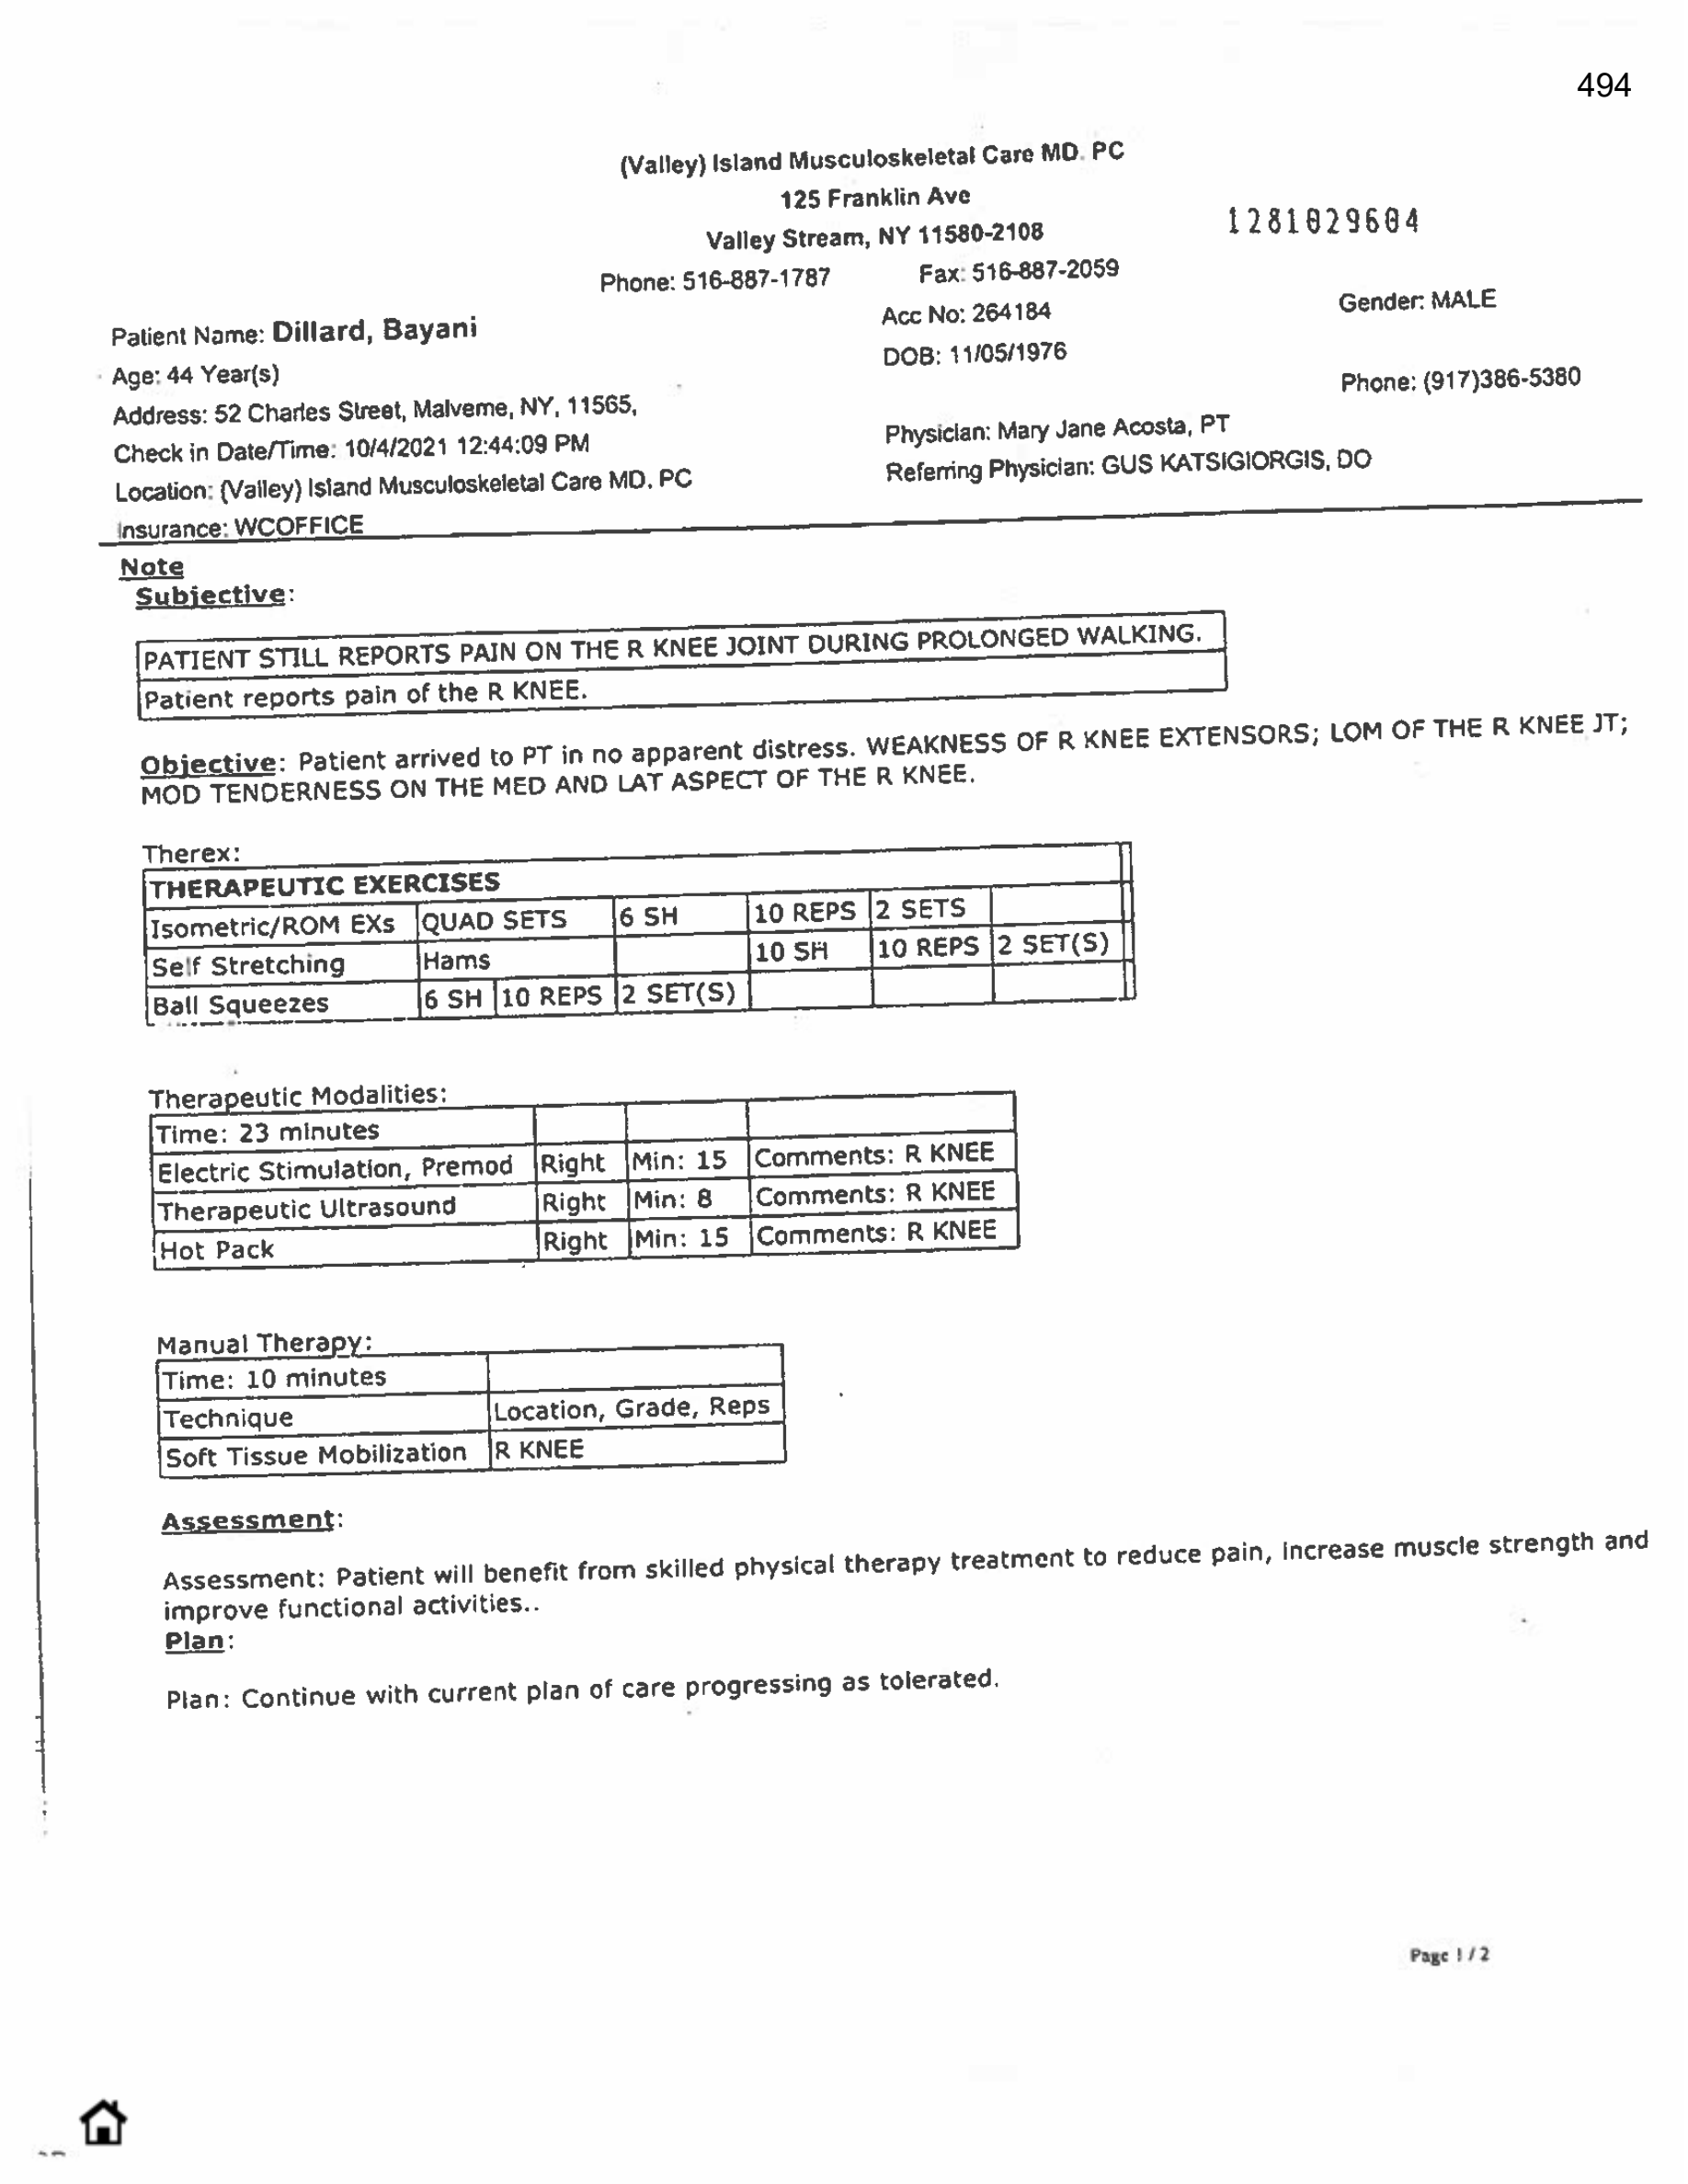 494
(Valley) Island Musculoskeletal Care MD. PC
125 Franklin Ave
Valley Stream, NY 11580-2108
1281029604
Phone: 516-887-1787 Fax: 516-887-2059
Patient Name: Dillard, Bayani Acc No: 264184 Gender: MALE
Age: 44 Year(s) DOB: 11/05/1976
Address: 52 Charles Street, Malverne, NY, 11565, Phone: (917)386-5380
Check in Date/Time: 10/4/2021 12:44:09 PM Physician: Mary Jane Acosta, PT
Location: (Valley) Island Musculoskeletal Care MD. PC Referring Physician: GUS KATSIGIORGIS, DO
Insurance: WCOFFICE
Note
Subjective:
PATIENT STILL REPORTS PAIN ON THE R KNEE JOINT DURING PROLONGED WALKING.
Patient reports pain of the R KNEE.
Objective: Patient arrived to PT in no apparent distress. WEAKNESS OF R KNEE EXTENSORS; LOM OF THE R KNEE JT;
MOD TENDERNESS ON THE MED AND LAT ASPECT OF THE R KNEE.
Therex:
THERAPEUTIC EXERCISES
Isometric/ROM EXs QUAD SETS 6 SH 10 REPS 2 SETS
Self Stretching Hams 10 SH 10 REPS 2 SET(S)
Ball Squeezes 6 SH 10 REPS 2 SET(S)
Therapeutic Modalities:
Time: 23 minutes
Electric Stimulation, Premod Right Min: 15 Comments: R KNEE
Therapeutic Ultrasound Right Min: 8 Comments: R KNEE
Hot Pack Right Min: 15 Comments: R KNEE
Manual Therapy:
Time: 10 minutes
Technique Location, Grade, Reps
Soft Tissue Mobilization R KNEE
Assessment:
Assessment: Patient will benefit from skilled physical therapy treatment to reduce pain, increase muscle strength and
improve functional activities..
Plan:
Plan: Continue with current plan of care progressing as tolerated.
Page 1 / 2